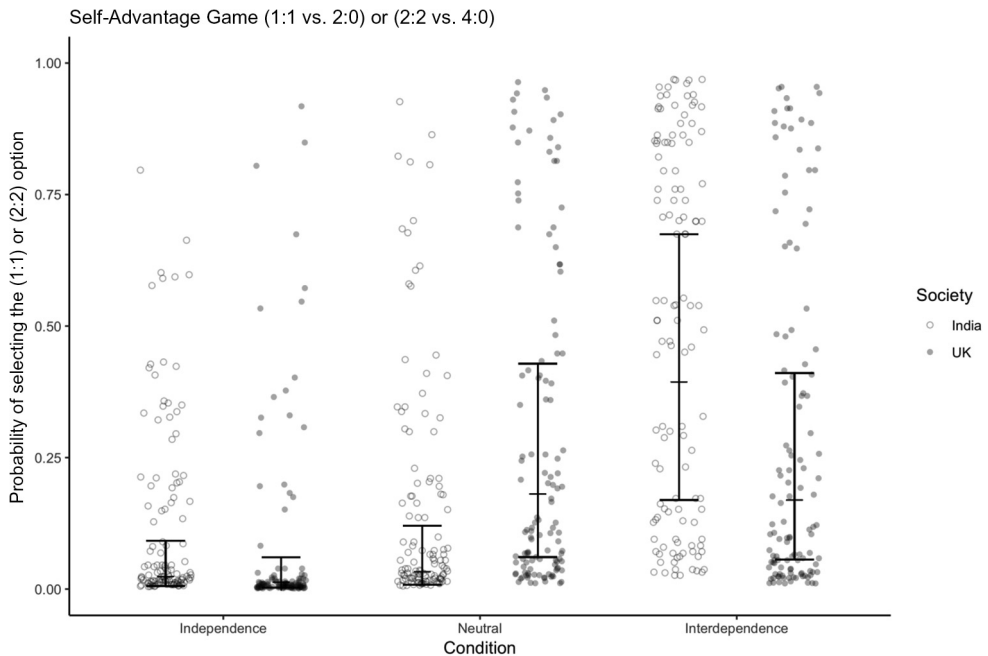 Self-Advantage Game (1:1 vs. 2:0) or (2:2 vs. 4:0)
Probability of selecting the (1:1) or (2:2) option
1.00
0.75
0.50
0.25
0.00
Independence
Neutral
Interdependence
Condition
Society
India
UK